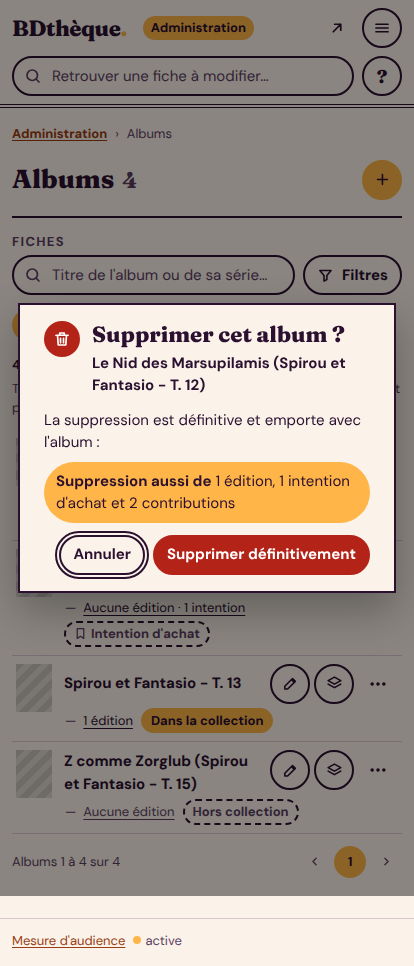 BDthèque. Administration
Retrouver une fiche à modifier... ?
Administration › Albums
Albums 4
FICHES
Titre de l'album ou de sa série... Filtres
Supprimer cet album ?
Le Nid des Marsupilamis (Spirou et
Fantasio – T. 12)
La suppression est définitive et emporte avec
l'album :
Suppression aussi de 1 édition, 1 intention
d'achat et 2 contributions
Annuler Supprimer définitivement
— Aucune édition · 1 intention
Intention d'achat
Spirou et Fantasio – T. 13
— 1 édition Dans la collection
Z comme Zorglub (Spirou
et Fantasio – T. 15)
— Aucune édition Hors collection
Albums 1 à 4 sur 4 ‹ 1 ›
Mesure d'audience active